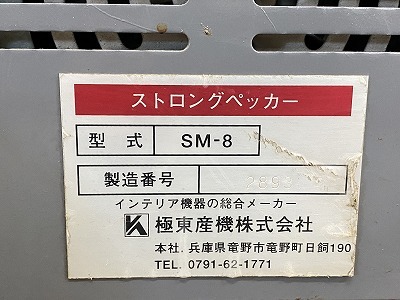 ストロングペッカー
型式 SM-8
製造番号
インテリア機器の総合メーカー
極東産機株式会社
本社. 兵庫県竜野市竜野町日飼190
TEL. 0791-62-1771